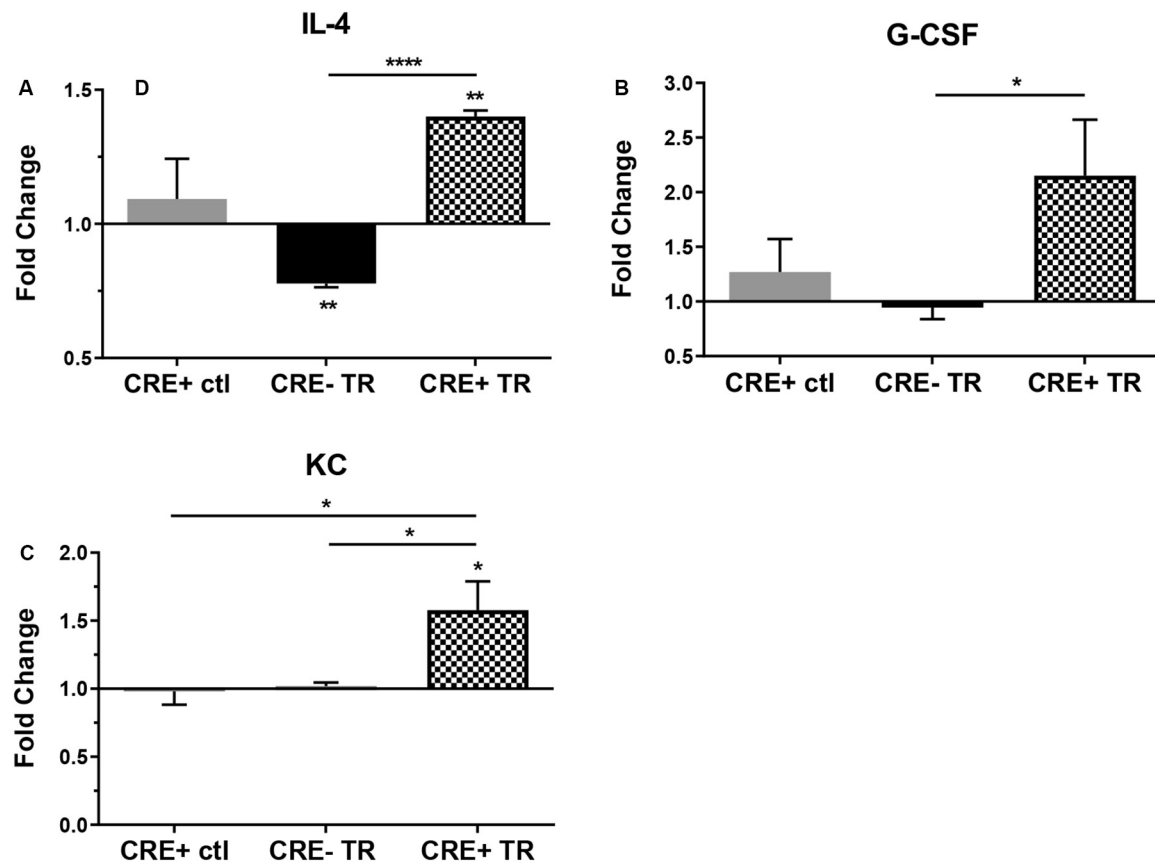 IL-4
A
D
****
**
**
1.5
1.0
0.5
Fold Change
CRE+ ctl CRE- TR CRE+ TR
G-CSF
B
*
3.0
2.5
2.0
1.5
1.0
0.5
Fold Change
CRE+ ctl CRE- TR CRE+ TR
KC
C
*
*
*
2.0
1.5
1.0
0.5
0.0
Fold Change
CRE+ ctl CRE- TR CRE+ TR